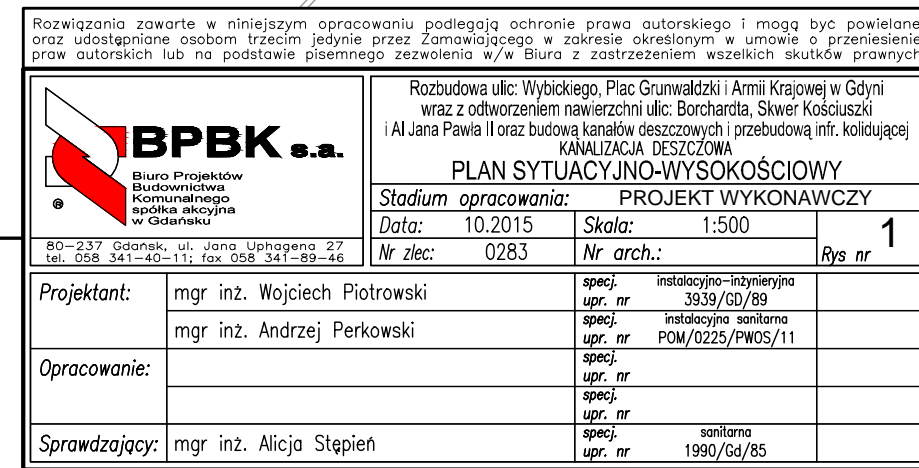 Rozwiązania zawarte w niniejszym opracowaniu podlegają ochronie prawa autorskiego i mogą być powielane
oraz udostępniane osobom trzecim jedynie przez Zamawiającego w zakresie określonym w umowie o przeniesienie
praw autorskich lub na podstawie pisemnego zezwolenia w/w Biura z zastrzeżeniem wszelkich skutków prawnych
BPBK s.a.
Biuro Projektów
Budownictwa
Komunalnego
spółka akcyjna
w Gdańsku
®
80-237 Gdańsk, ul. Jana Uphagena 27
tel. 058 341-40-11; fax 058 341-89-46
Rozbudowa ulic: Wybickiego, Plac Grunwaldzki i Armii Krajowej w Gdyni
wraz z odtworzeniem nawierzchni ulic: Borchardta, Skwer Kościuszki
i Al Jana Pawła II oraz budową kanałów deszczowych i przebudową infr. kolidującej
KANALIZACJA DESZCZOWA
PLAN SYTUACYJNO-WYSOKOŚCIOWY
Stadium opracowania: PROJEKT WYKONAWCZY
Data: 10.2015 Skala: 1:500
Nr zlec: 0283 Nr arch.: Rys nr 1
Projektant: mgr inż. Wojciech Piotrowski specj. instalacyjno-inżynieryjna
upr. nr 3939/GD/89
mgr inż. Andrzej Perkowski specj. instalacyjna sanitarna
upr. nr POM/0225/PWOS/11
Opracowanie: specj.
upr. nr
specj.
upr. nr
Sprawdzający: mgr inż. Alicja Stępień specj. sanitarna
upr. nr 1990/Gd/85